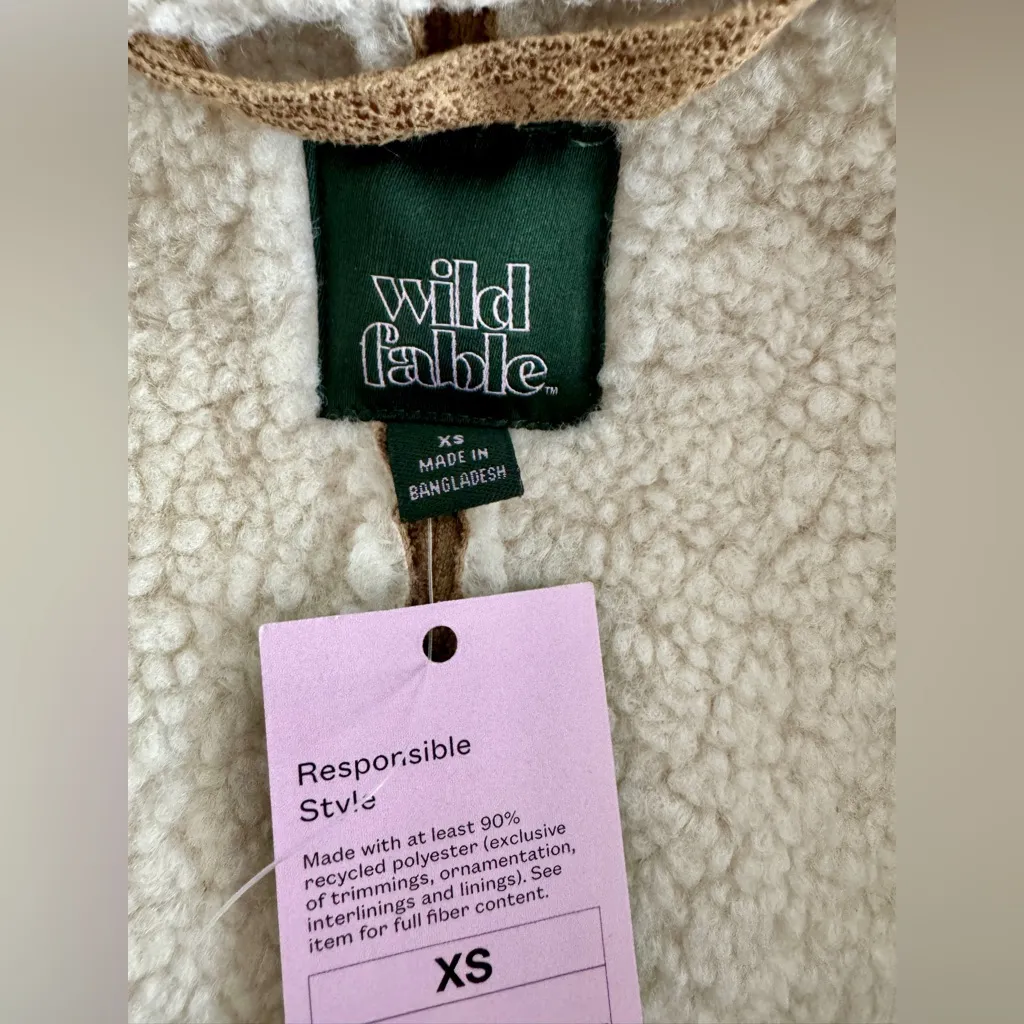 wild
fable™
XS
MADE IN
BANGLADESH
Responsible
Style
Made with at least 90%
recycled polyester (exclusive
of trimmings, ornamentation,
interlinings and linings). See
item for full fiber content.
XS